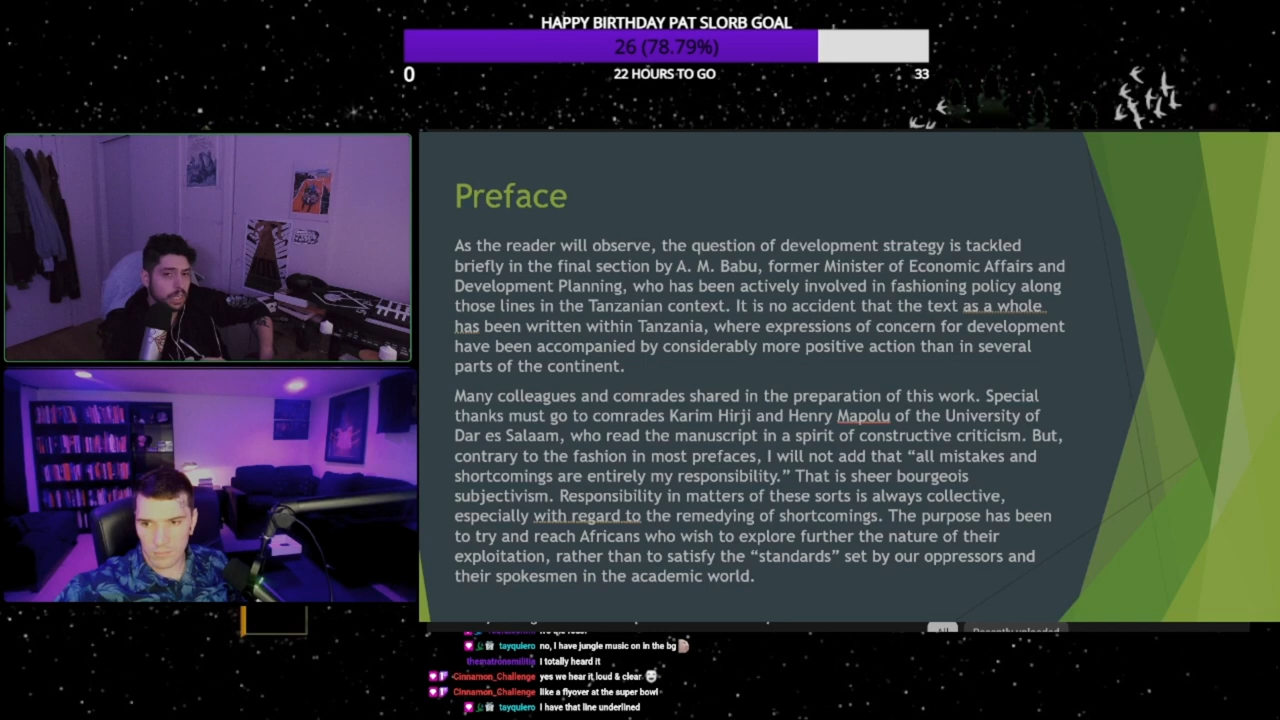 HAPPY BIRTHDAY PAT SLORB GOAL
26 (78.79%)
0
22 HOURS TO GO
33
Preface
As the reader will observe, the question of development strategy is tackled
briefly in the final section by A. M. Babu, former Minister of Economic Affairs and
Development Planning, who has been actively involved in fashioning policy along
those lines in the Tanzanian context. It is no accident that the text as a whole
has been written within Tanzania, where expressions of concern for development
have been accompanied by considerably more positive action than in several
parts of the continent.
Many colleagues and comrades shared in the preparation of this work. Special
thanks must go to comrades Karim Hirji and Henry Mapolu of the University of
Dar es Salaam, who read the manuscript in a spirit of constructive criticism. But,
contrary to the fashion in most prefaces, I will not add that “all mistakes and
shortcomings are entirely my responsibility.” That is sheer bourgeois
subjectivism. Responsibility in matters of these sorts is always collective,
especially with regard to the remedying of shortcomings. The purpose has been
to try and reach Africans who wish to explore further the nature of their
exploitation, rather than to satisfy the “standards” set by our oppressors and
their spokesmen in the academic world.
All Recently uploaded
tayquiero no, I have jungle music on in the bg
I totally heard it
Cinnamon_Challenge yes we hear it loud & clear
Cinnamon_Challenge like a flyover at the super bowl
tayquiero I have that line underlined